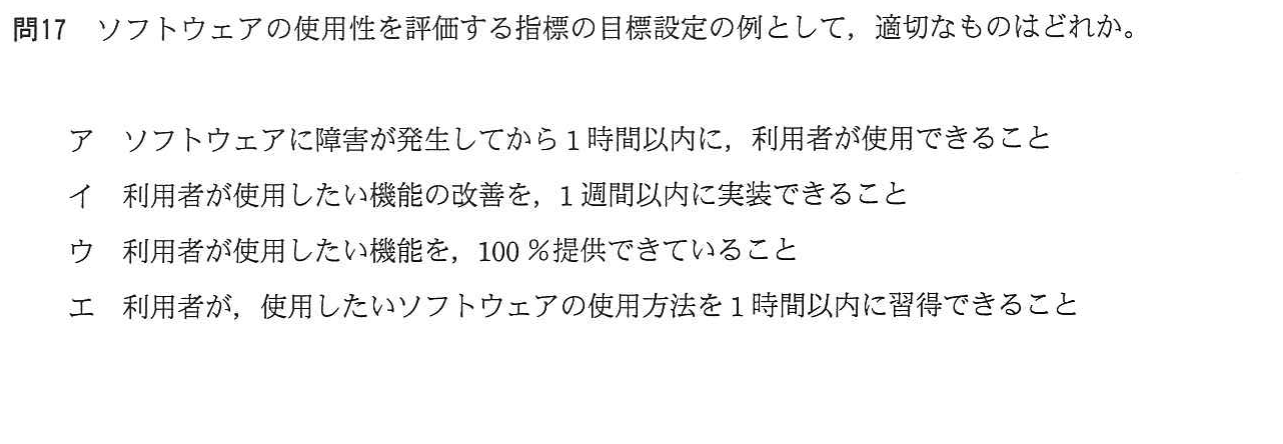 問17　ソフトウェアの使用性を評価する指標の目標設定の例として，適切なものはどれか。
ア　ソフトウェアに障害が発生してから1時間以内に，利用者が使用できること
イ　利用者が使用したい機能の改善を，1週間以内に実装できること
ウ　利用者が使用したい機能を，100 %提供できていること
エ　利用者が，使用したいソフトウェアの使用方法を1時間以内に習得できること